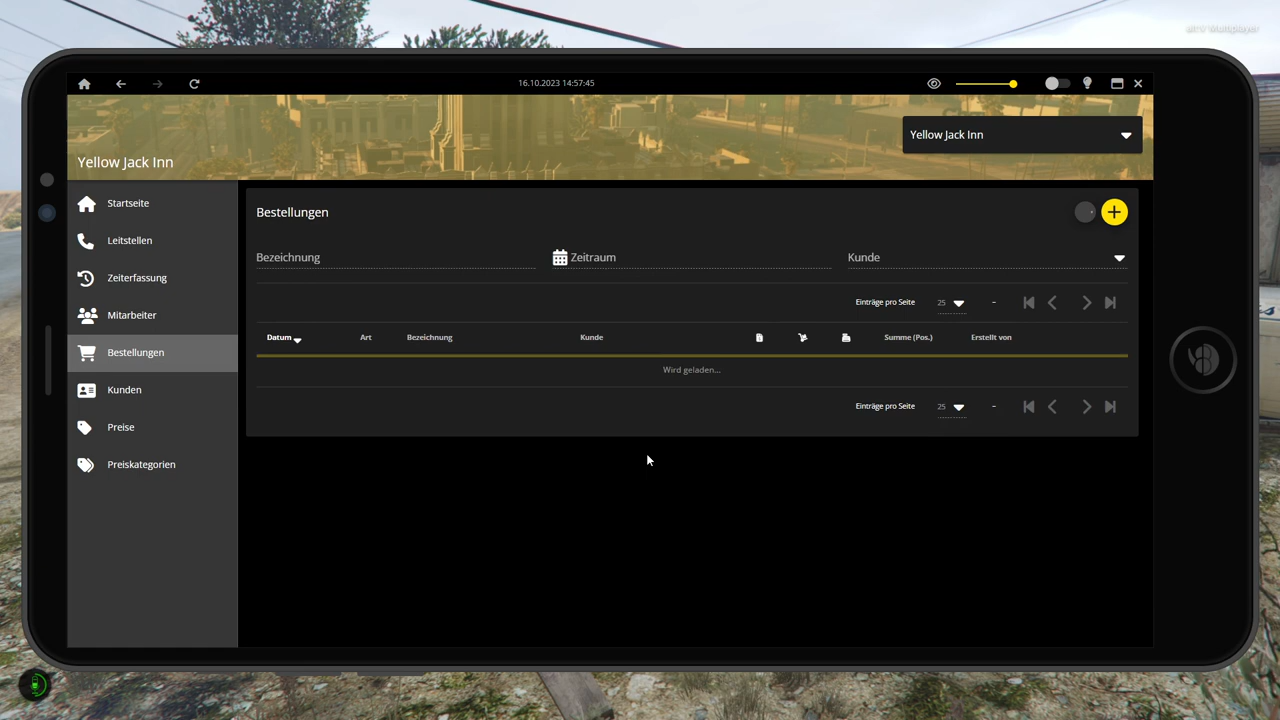 alt:V Multiplayer
16.10.2023 14:57:45
Yellow Jack Inn
Yellow Jack Inn
Startseite
Leitstellen
Zeiterfassung
Mitarbeiter
Bestellungen
Kunden
Preise
Preiskategorien
Bestellungen
Bezeichnung Zeitraum Kunde
Einträge pro Seite 25 –
Datum Art Bezeichnung Kunde Summe (Pos.) Erstellt von
Wird geladen...
Einträge pro Seite 25 –